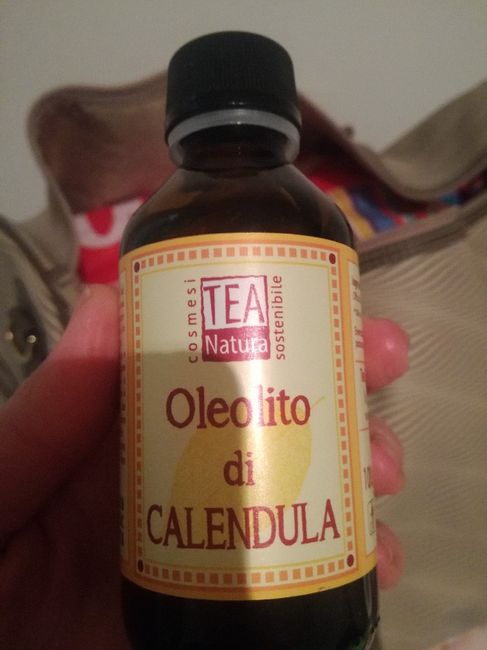 cosmesi
TEA
Natura
sostenibile
Oleolito
di
CALENDULA